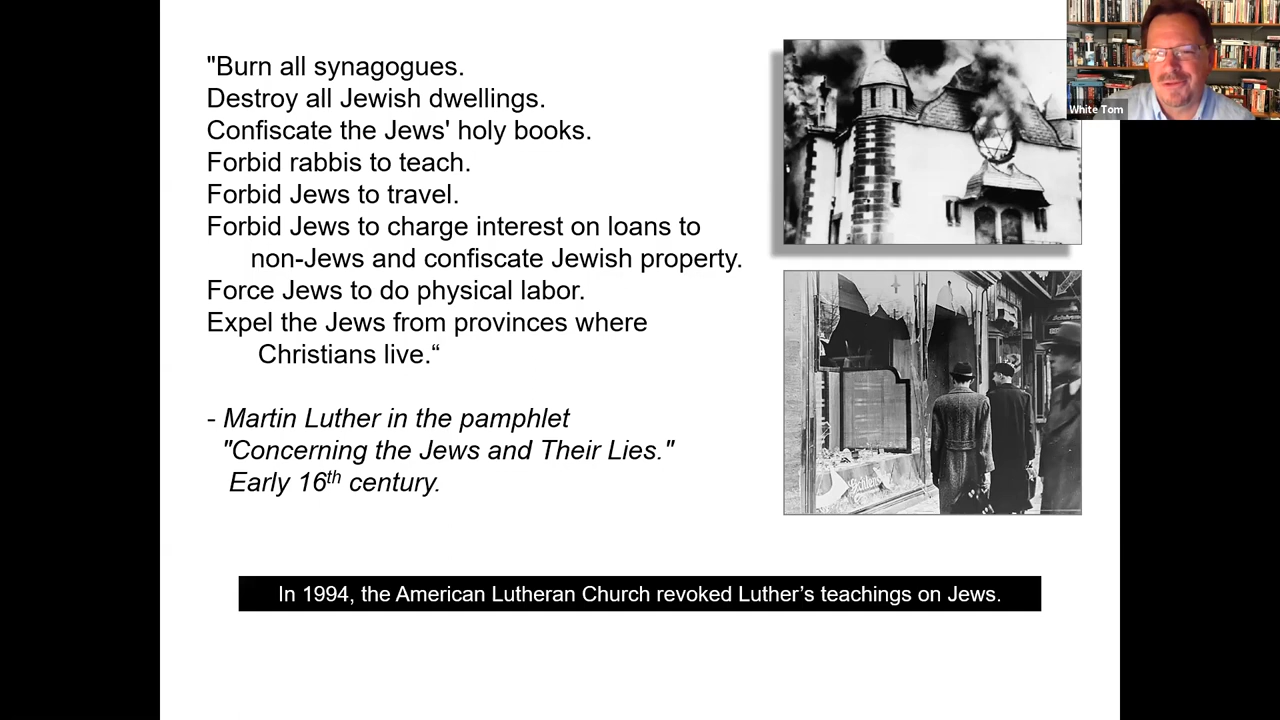 "Burn all synagogues.
Destroy all Jewish dwellings.
Confiscate the Jews' holy books.
Forbid rabbis to teach.
Forbid Jews to travel.
Forbid Jews to charge interest on loans to
non-Jews and confiscate Jewish property.
Force Jews to do physical labor.
Expel the Jews from provinces where
Christians live.“
- Martin Luther in the pamphlet
"Concerning the Jews and Their Lies."
Early 16th century.
In 1994, the American Lutheran Church revoked Luther’s teachings on Jews.
White Tom